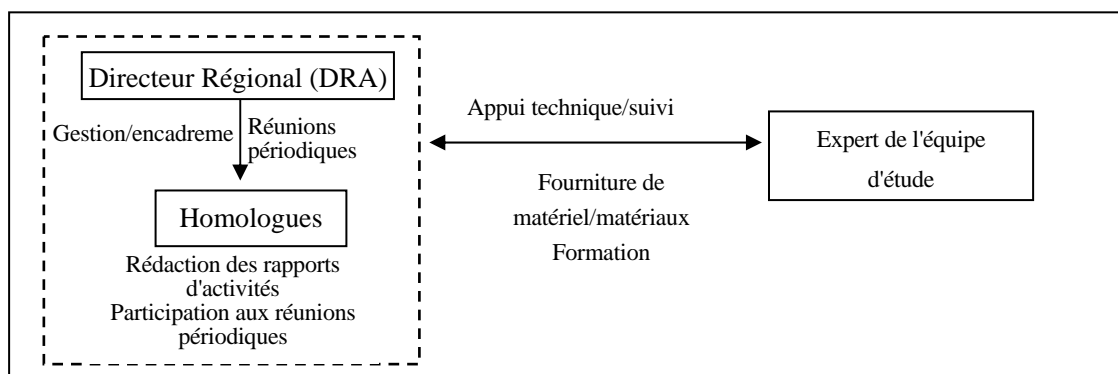 Directeur Régional (DRA)
Gestion/encadreme
Réunions
périodiques
Homologues
Rédaction des rapports
d'activités
Participation aux réunions
périodiques
Appui technique/suivi
Fourniture de
matériel/matériaux
Formation
Expert de l'équipe
d'étude